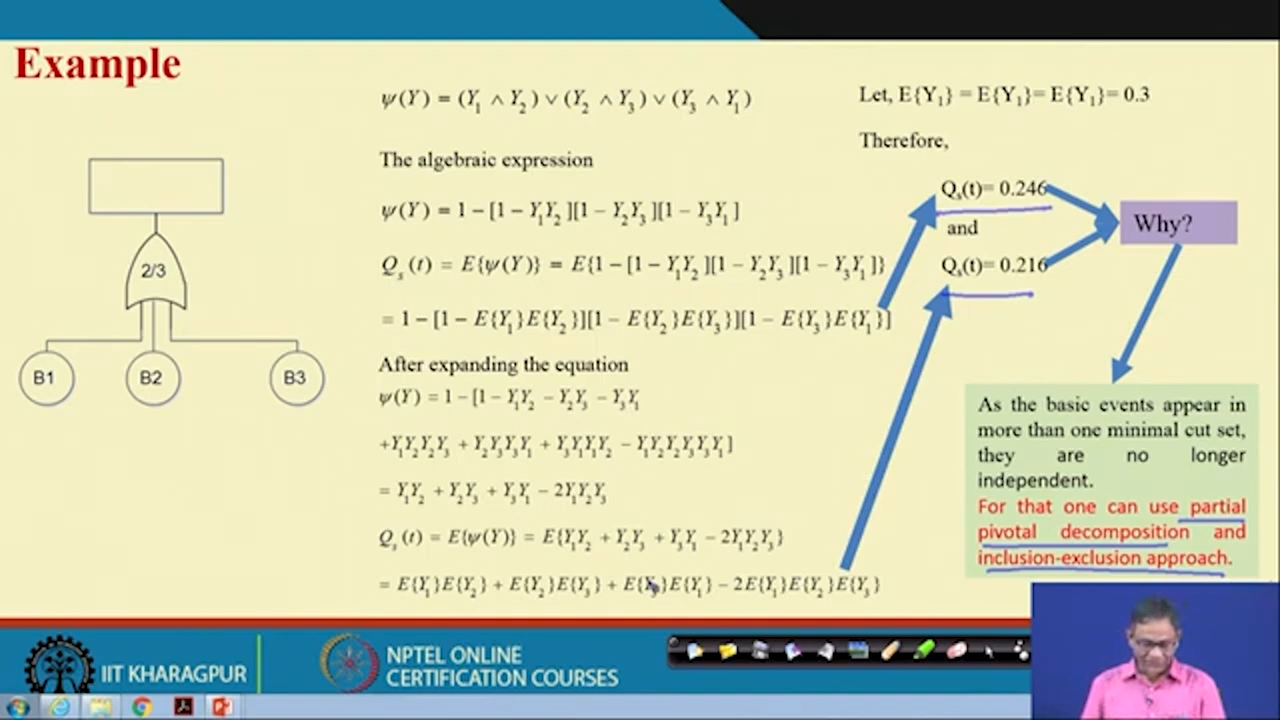 Example
2/3
B1
B2
B3
ψ(Y) = (Y₁ ∧ Y₂) ∨ (Y₂ ∧ Y₃) ∨ (Y₃ ∧ Y₁)
The algebraic expression
ψ(Y) = 1 − [1 − Y₁Y₂][1 − Y₂Y₃][1 − Y₃Y₁]
Qₛ(t) = E{ψ(Y)} = E{1 − [1 − Y₁Y₂][1 − Y₂Y₃][1 − Y₃Y₁]}
= 1 − [1 − E{Y₁}E{Y₂}][1 − E{Y₂}E{Y₃}][1 − E{Y₃}E{Y₁}]
After expanding the equation
ψ(Y) = 1 − [1 − Y₁Y₂ − Y₂Y₃ − Y₃Y₁
+Y₁Y₂Y₂Y₃ + Y₂Y₃Y₃Y₁ + Y₃Y₁Y₁Y₂ − Y₁Y₂Y₂Y₃Y₃Y₁]
= Y₁Y₂ + Y₂Y₃ + Y₃Y₁ − 2Y₁Y₂Y₃
Qₛ(t) = E{ψ(Y)} = E{Y₁Y₂ + Y₂Y₃ + Y₃Y₁ − 2Y₁Y₂Y₃}
= E{Y₁}E{Y₂} + E{Y₂}E{Y₃} + E{Y₃}E{Y₁} − 2E{Y₁}E{Y₂}E{Y₃}
Let, E{Y₁} = E{Y₁}= E{Y₁}= 0.3
Therefore,
Qₛ(t)= 0.246
and
Qₛ(t)= 0.216
Why?
As the basic events appear in
more than one minimal cut set,
they are no longer
independent.
For that one can use partial
pivotal decomposition and
inclusion-exclusion approach.
IIT KHARAGPUR
NPTEL ONLINE
CERTIFICATION COURSES